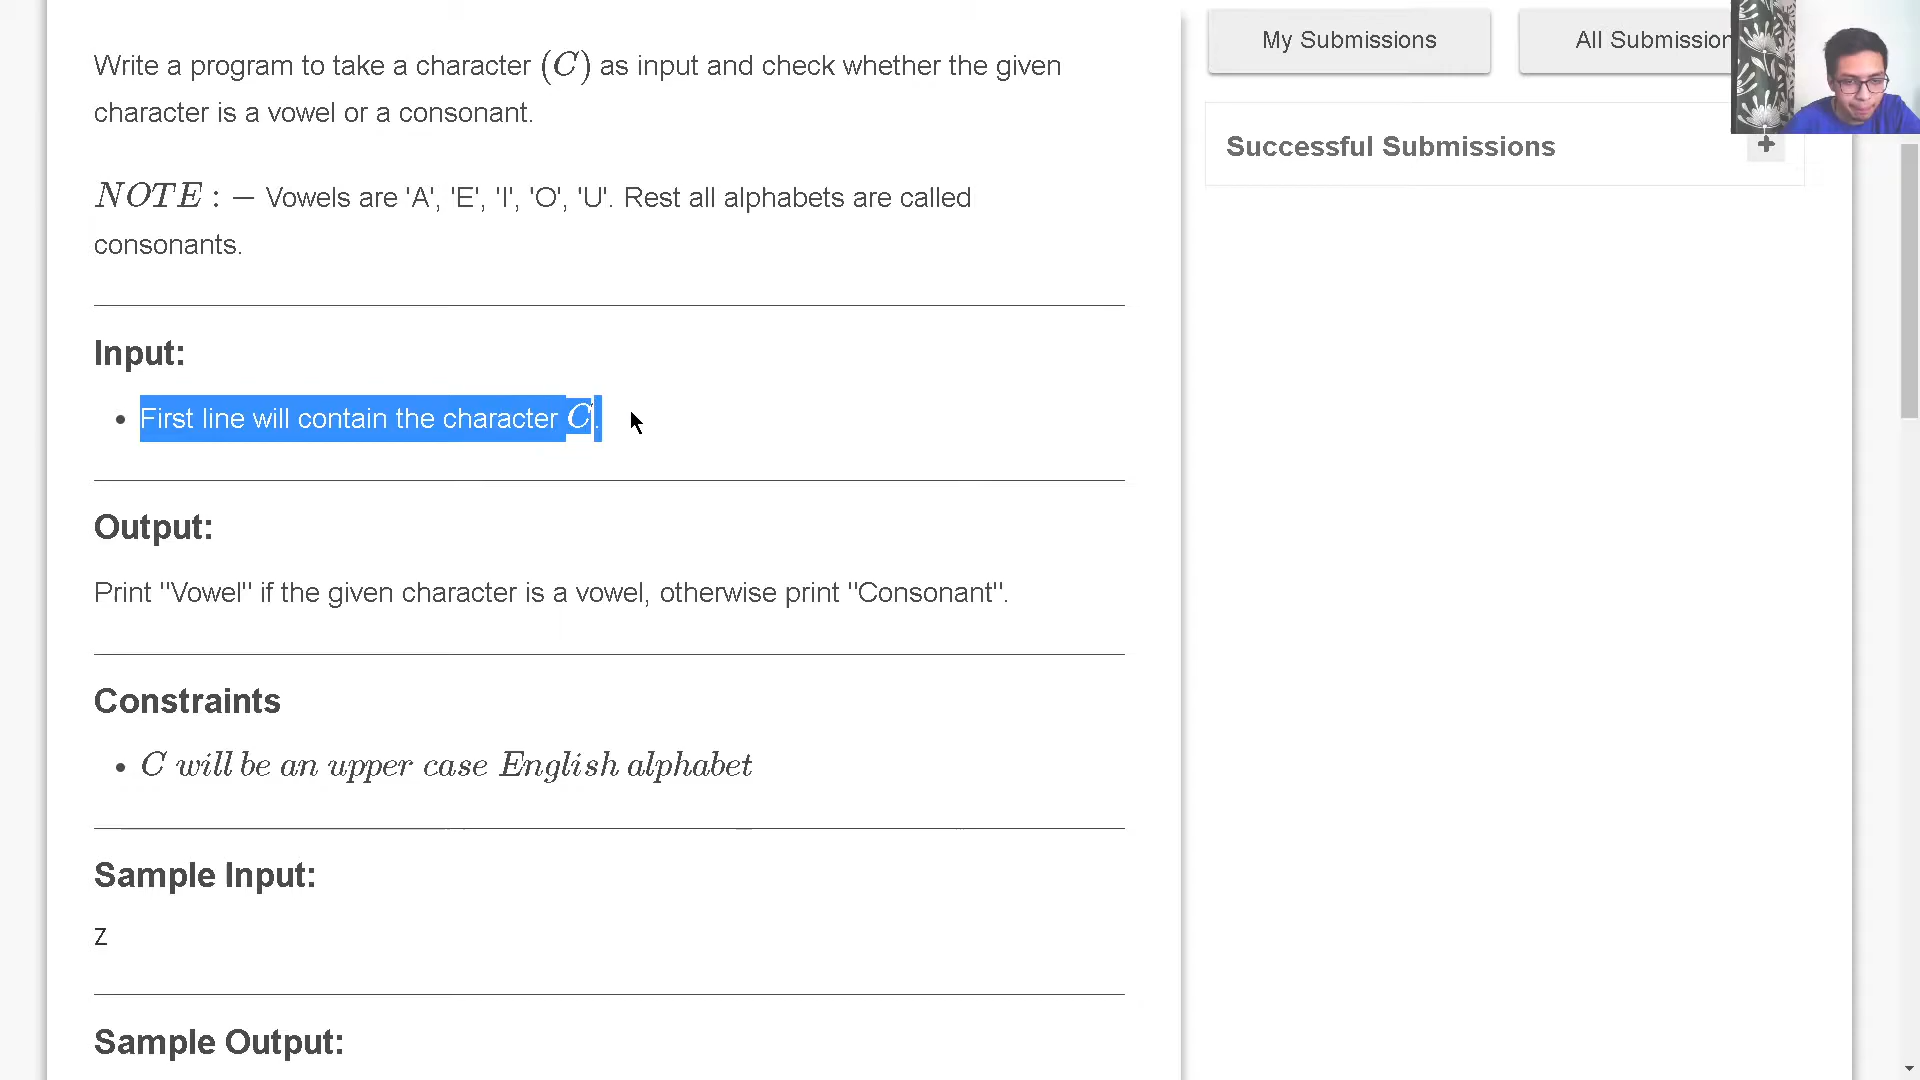 Write a program to take a character (C) as input and check whether the given
character is a vowel or a consonant.
NOTE : − Vowels are 'A', 'E', 'I', 'O', 'U'. Rest all alphabets are called
consonants.
Input:
First line will contain the character C.
Output:
Print "Vowel" if the given character is a vowel, otherwise print "Consonant".
Constraints
C will be an upper case English alphabet
Sample Input:
Z
Sample Output:
My Submissions
All Submission
Successful Submissions
+